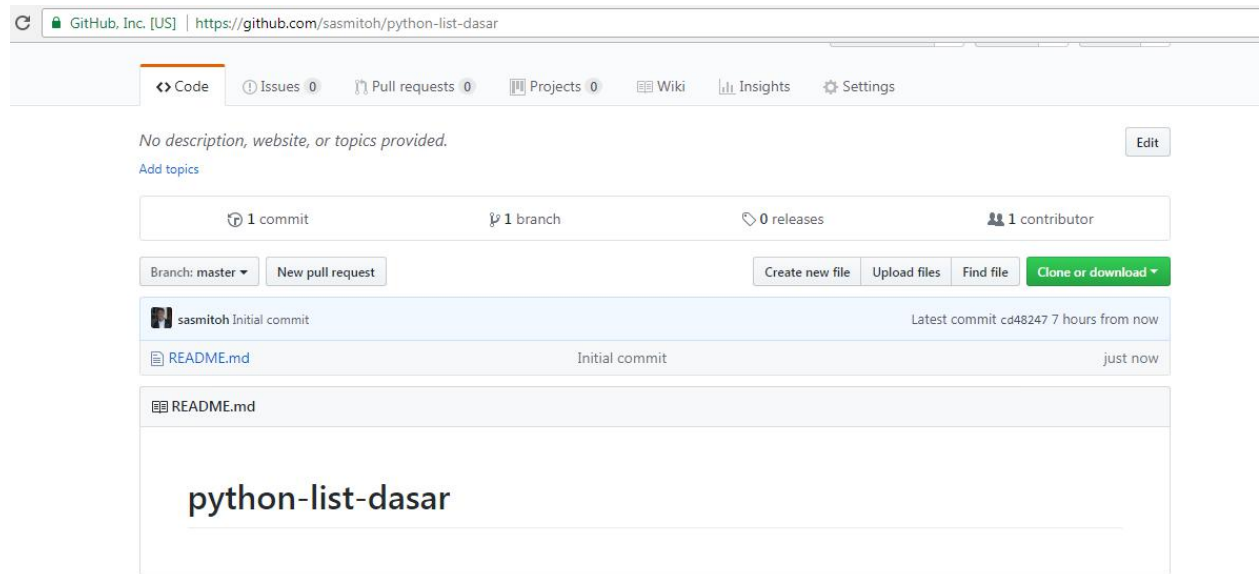 GitHub, Inc. [US] | https://github.com/sasmitoh/python-list-dasar
Code Issues 0 Pull requests 0 Projects 0 Wiki Insights Settings
No description, website, or topics provided. Edit
Add topics
1 commit 1 branch 0 releases 1 contributor
Branch: master New pull request Create new file Upload files Find file Clone or download
sasmitoh Initial commit Latest commit cd48247 7 hours from now
README.md Initial commit just now
README.md
python-list-dasar